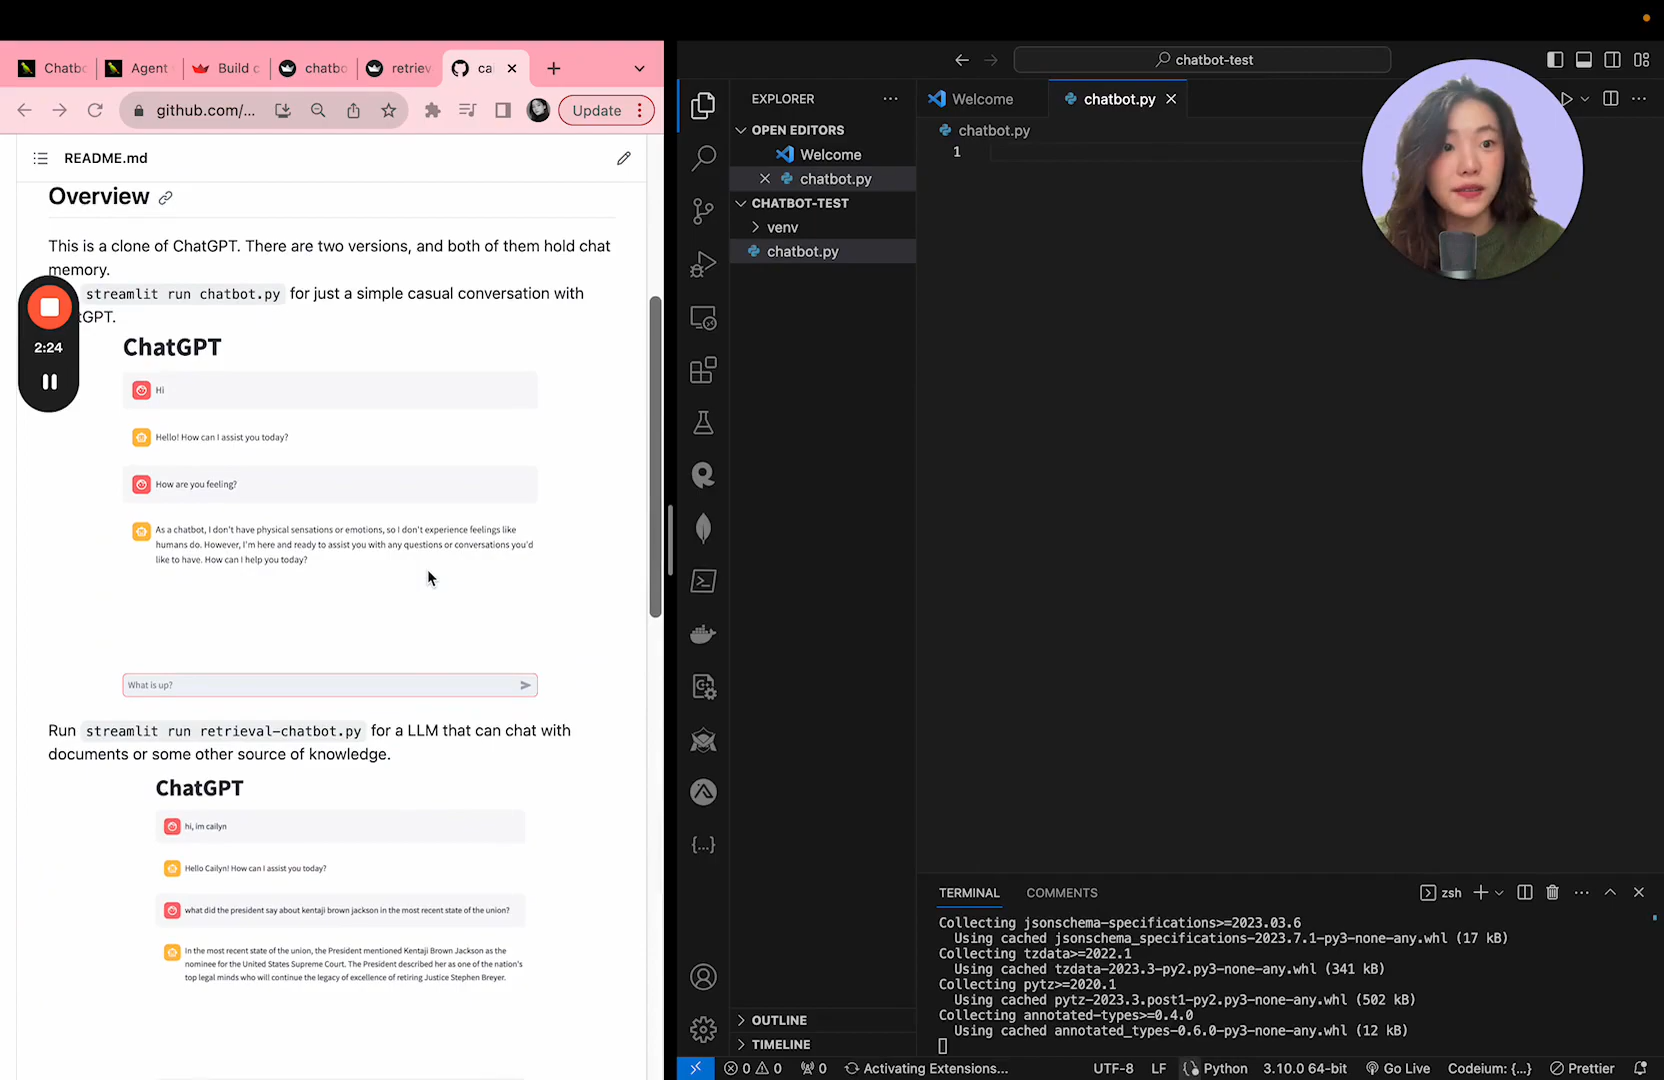 Chatbo
Agent
Build c
chatbo
retriev
ca
github.com/...
Update
README.md
Overview
This is a clone of ChatGPT. There are two versions, and both of them hold chat
memory.
streamlit run chatbot.py for just a simple casual conversation with
tGPT.
2:24
ChatGPT
Hi
Hello! How can I assist you today?
How are you feeling?
As a chatbot, I don't have physical sensations or emotions, so I don't experience feelings like
humans do. However, I'm here and ready to assist you with any questions or conversations you'd
like to have. How can I help you today?
What is up?
Run streamlit run retrieval-chatbot.py for a LLM that can chat with
documents or some other source of knowledge.
ChatGPT
hi, im cailyn
Hello Cailyn! How can I assist you today?
what did the president say about kentaji brown jackson in the most recent state of the union?
In the most recent state of the union, the President mentioned Kentaji Brown Jackson as the
nominee for the United States Supreme Court. The President described her as one of the nation's
top legal minds who will continue the legacy of excellence of retiring Justice Stephen Breyer.
chatbot-test
EXPLORER
OPEN EDITORS
Welcome
chatbot.py
CHATBOT-TEST
venv
chatbot.py
OUTLINE
TIMELINE
Welcome
chatbot.py
chatbot.py
1
TERMINAL
COMMENTS
zsh
Collecting jsonschema-specifications>=2023.03.6
Using cached jsonschema_specifications-2023.7.1-py3-none-any.whl (17 kB)
Collecting tzdata>=2022.1
Using cached tzdata-2023.3-py2.py3-none-any.whl (341 kB)
Collecting pytz>=2020.1
Using cached pytz-2023.3.post1-py2.py3-none-any.whl (502 kB)
Collecting annotated-types>=0.4.0
Using cached annotated_types-0.6.0-py3-none-any.whl (12 kB)
0 0 0 Activating Extensions... UTF-8 LF Python 3.10.0 64-bit Go Live Codeium: {...} Prettier